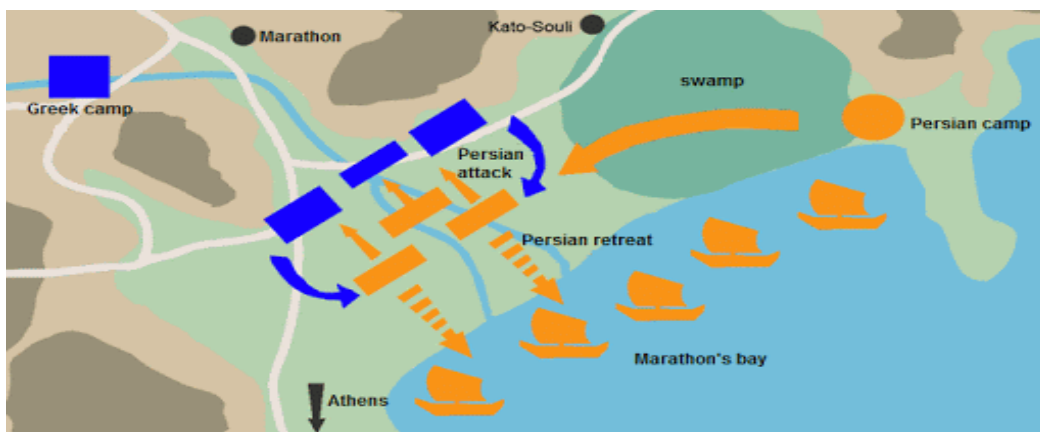 Kato-Souli
Marathon
swamp
Greek camp
Persian camp
Persian
attack
Persian retreat
Marathon's bay
Athens